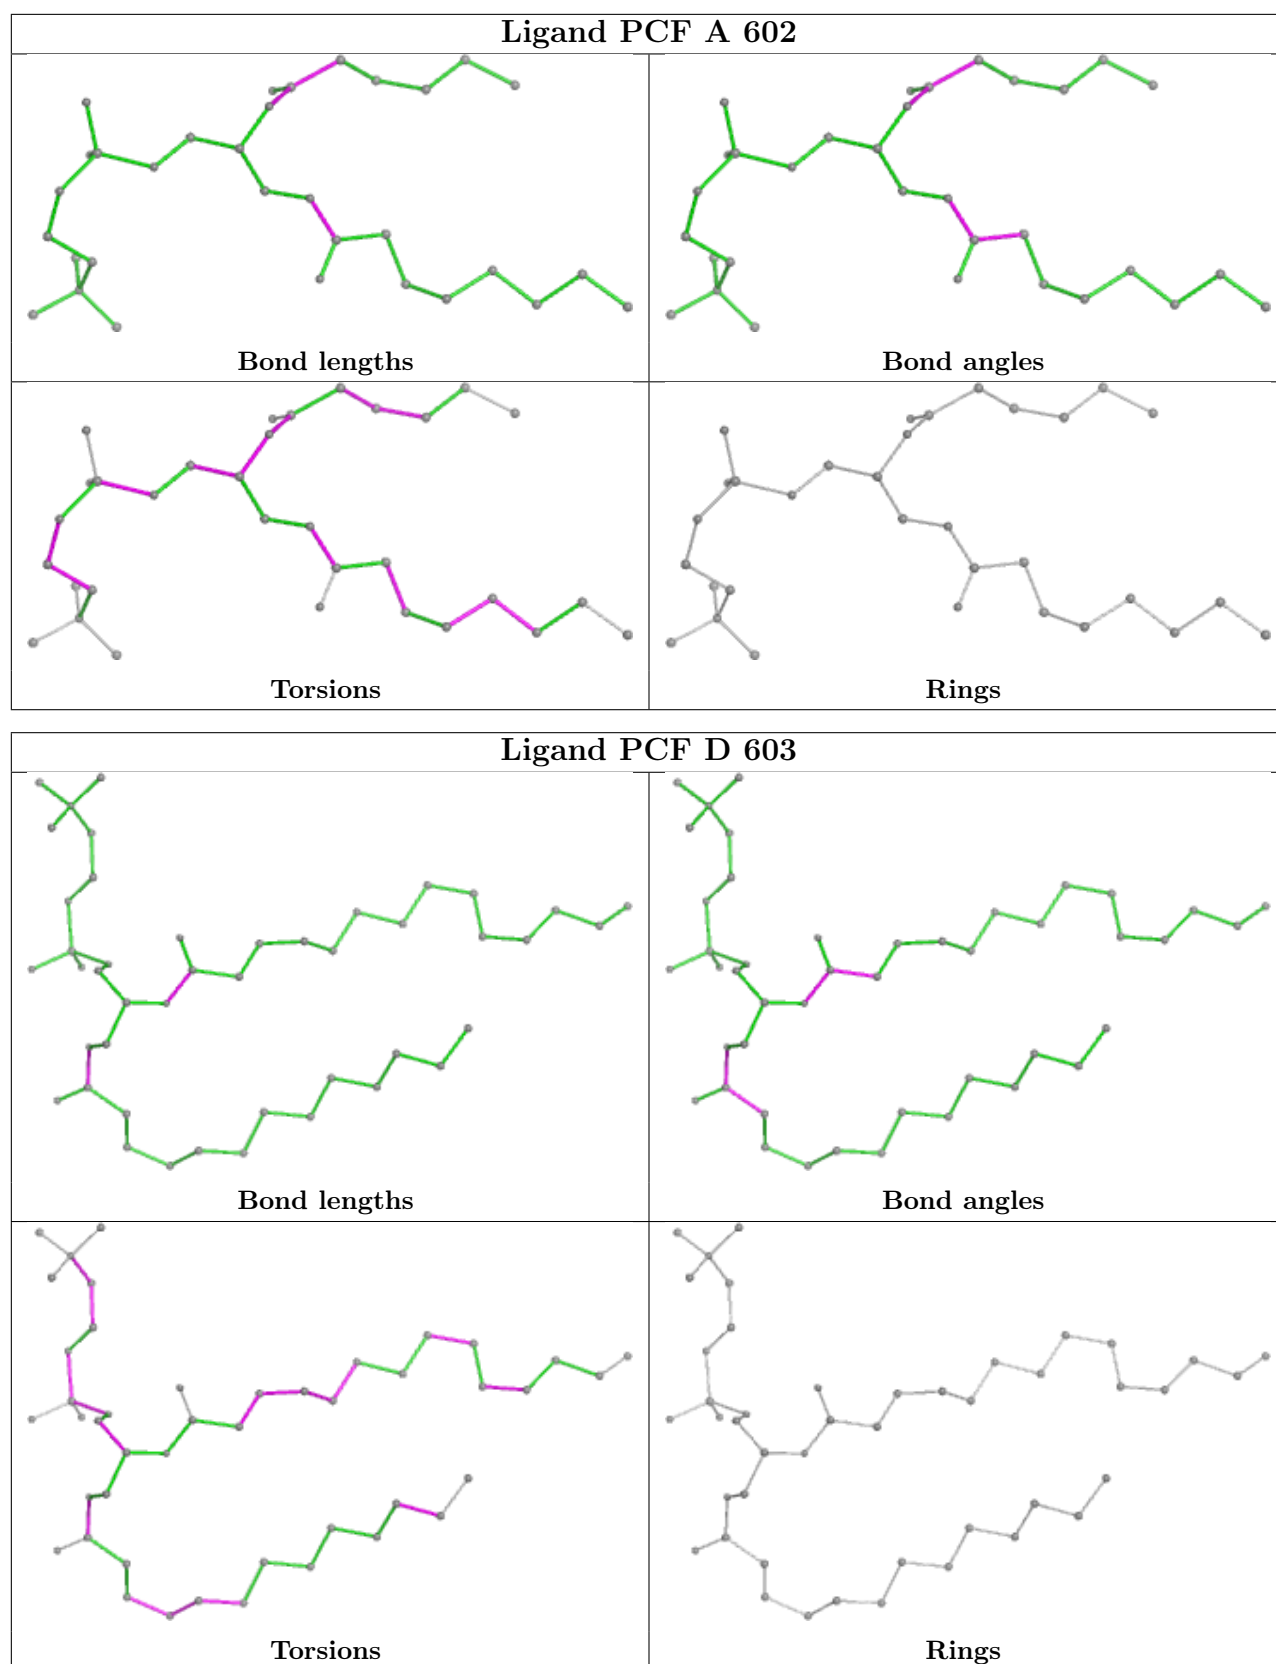 Ligand PCF A 602
Bond lengths
Bond angles
Torsions
Rings
Ligand PCF D 603
Bond lengths
Bond angles
Torsions
Rings